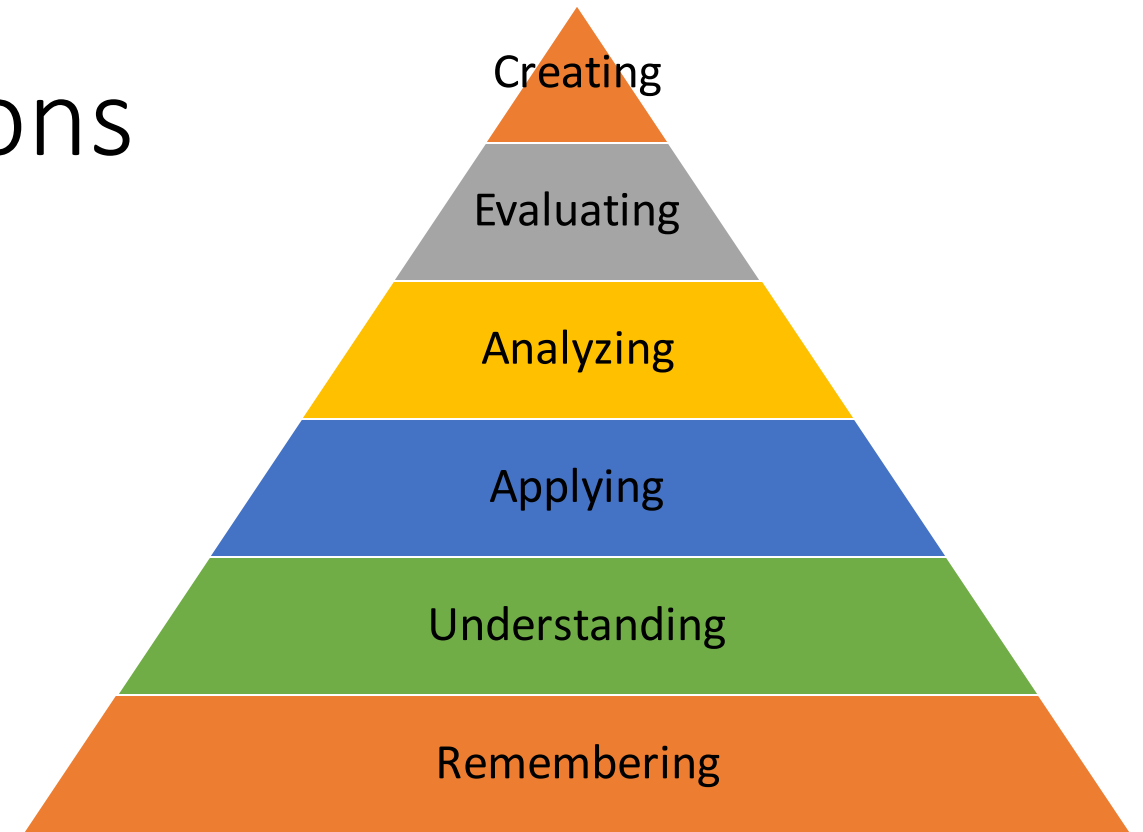 ons
Creating
Evaluating
Analyzing
Applying
Understanding
Remembering